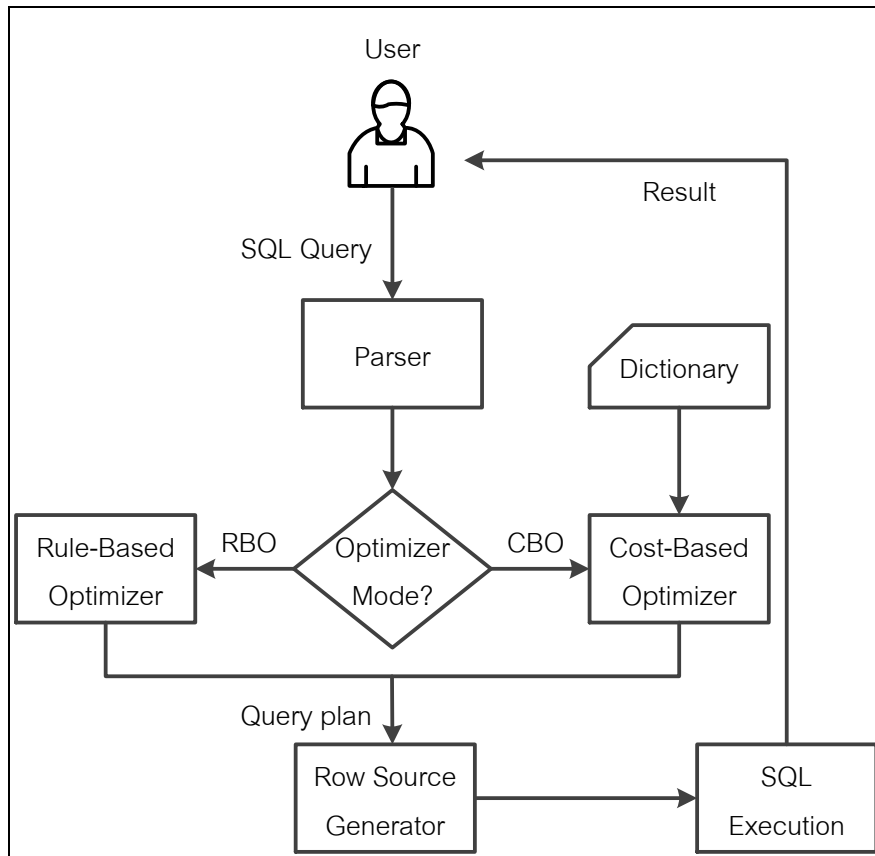 User
Result
SQL Query
Parser
Dictionary
Rule-Based
Optimizer
RBO
Optimizer
Mode?
CBO
Cost-Based
Optimizer
Query plan
Row Source
Generator
SQL
Execution